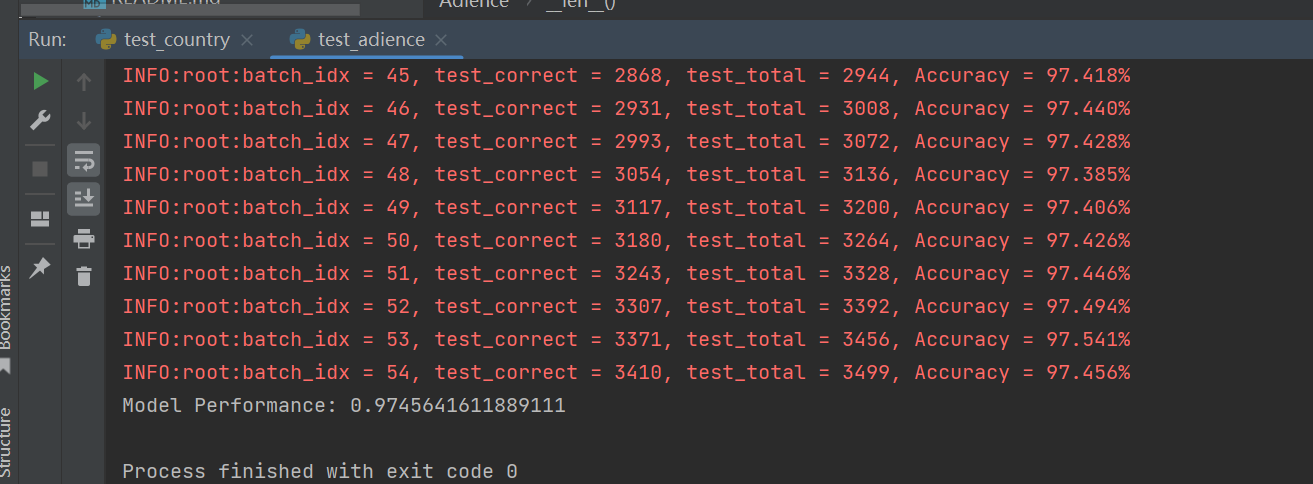 README.md
Adience > __len__()
Run: test_country × test_adience ×
INFO:root:batch_idx = 45, test_correct = 2868, test_total = 2944, Accuracy = 97.418%
INFO:root:batch_idx = 46, test_correct = 2931, test_total = 3008, Accuracy = 97.440%
INFO:root:batch_idx = 47, test_correct = 2993, test_total = 3072, Accuracy = 97.428%
INFO:root:batch_idx = 48, test_correct = 3054, test_total = 3136, Accuracy = 97.385%
INFO:root:batch_idx = 49, test_correct = 3117, test_total = 3200, Accuracy = 97.406%
INFO:root:batch_idx = 50, test_correct = 3180, test_total = 3264, Accuracy = 97.426%
INFO:root:batch_idx = 51, test_correct = 3243, test_total = 3328, Accuracy = 97.446%
INFO:root:batch_idx = 52, test_correct = 3307, test_total = 3392, Accuracy = 97.494%
INFO:root:batch_idx = 53, test_correct = 3371, test_total = 3456, Accuracy = 97.541%
INFO:root:batch_idx = 54, test_correct = 3410, test_total = 3499, Accuracy = 97.456%
Model Performance: 0.9745641611889111
Process finished with exit code 0
Bookmarks
Structure